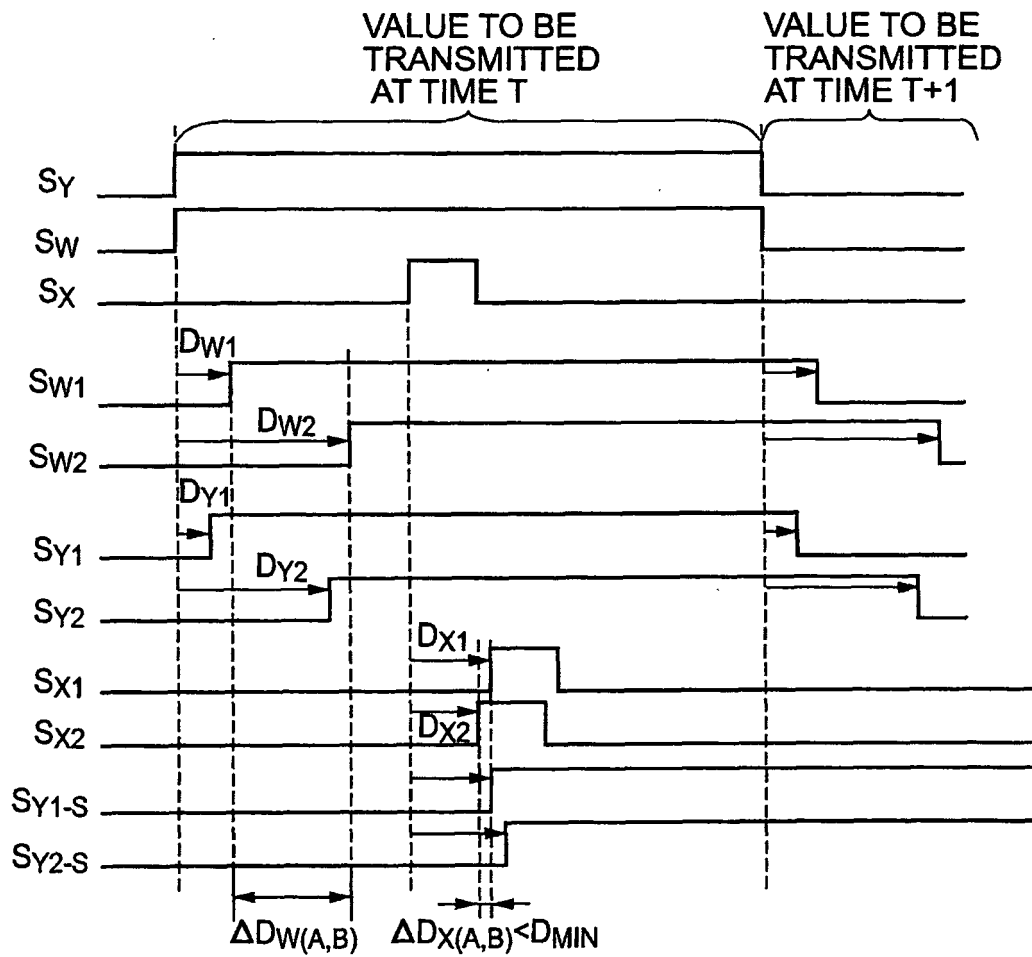 VALUE TO BE
TRANSMITTED
AT TIME T
VALUE TO BE
TRANSMITTED
AT TIME T+1
SY
SW
SX
DW1
SW1
DW2
SW2
DY1
SY1
DY2
SY2
DX1
SX1
DX2
SX2
SY1-S
SY2-S
ΔDW(A,B)
ΔDX(A,B)<DMIN